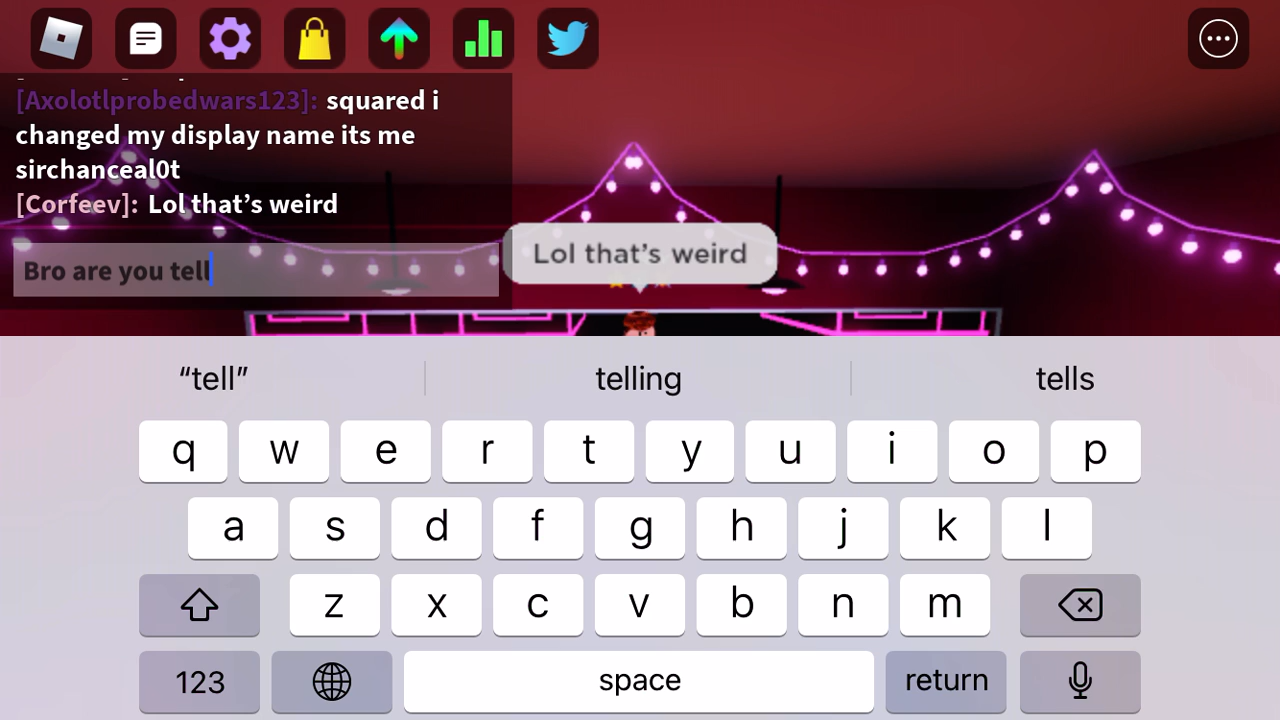 [Axolotlprobedwars123]: squared i
changed my display name its me
sirchanceal0t
[Corfeev]: Lol that’s weird
Lol that’s weird
Bro are you tell
“tell” telling tells
q w e r t y u i o p
a s d f g h j k l
z x c v b n m
123 space return